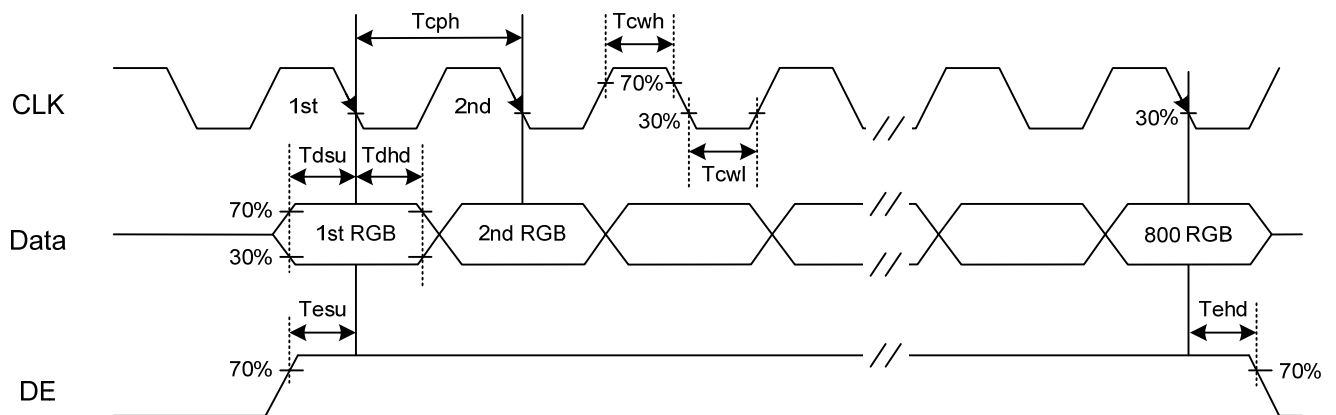 Tcph
Tcwh
CLK
1st
2nd
70%
30%
30%
Tdsu
Tdhd
Tcwl
70%
Data
1st RGB
2nd RGB
800 RGB
30%
Tesu
Tehd
70%
70%
DE